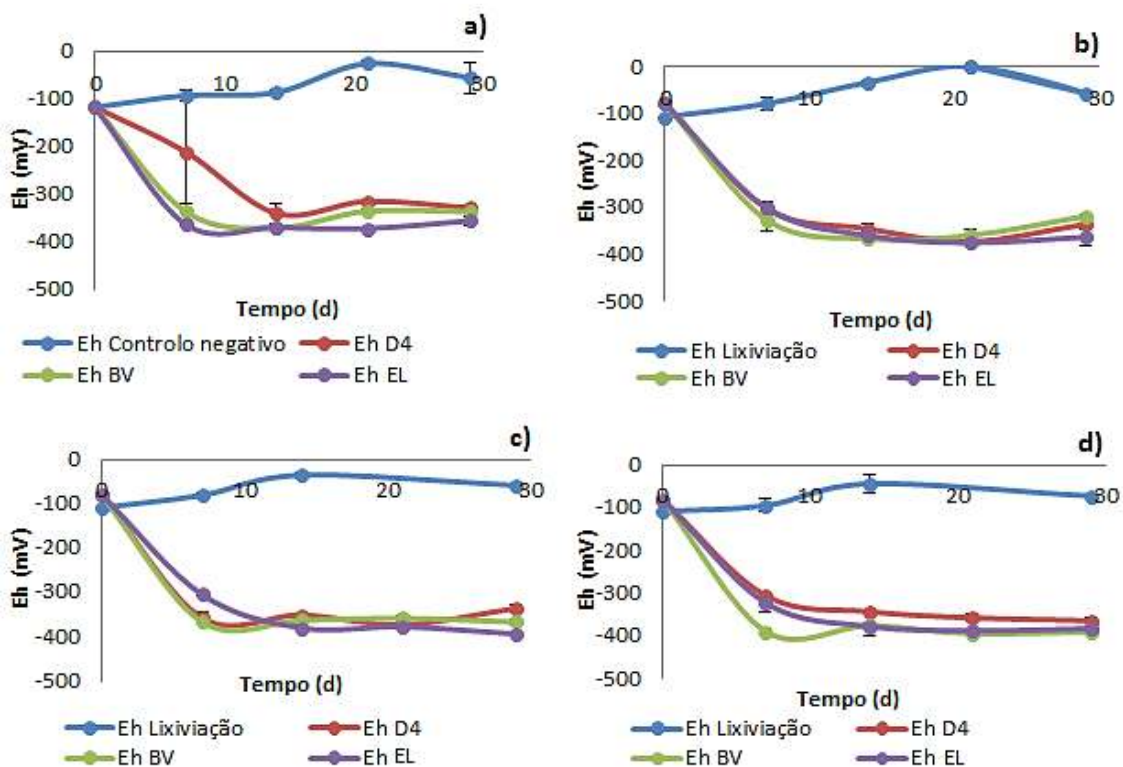 a)
0
0 10 20 30
-100
-200
-300
-400
-500
Eh (mV)
Tempo (d)
Eh Controlo negativo Eh D4
Eh BV Eh EL
b)
0
0 10 20 30
-100
-200
-300
-400
-500
Eh (mV)
Tempo (d)
Eh Lixiviação Eh D4
Eh BV Eh EL
c)
0
0 10 20 30
-100
-200
-300
-400
-500
Eh (mV)
Tempo (d)
Eh Lixiviação Eh D4
Eh BV Eh EL
d)
0
0 10 20 30
-100
-200
-300
-400
-500
Eh (mV)
Tempo (d)
Eh Lixiviação Eh D4
Eh BV Eh EL